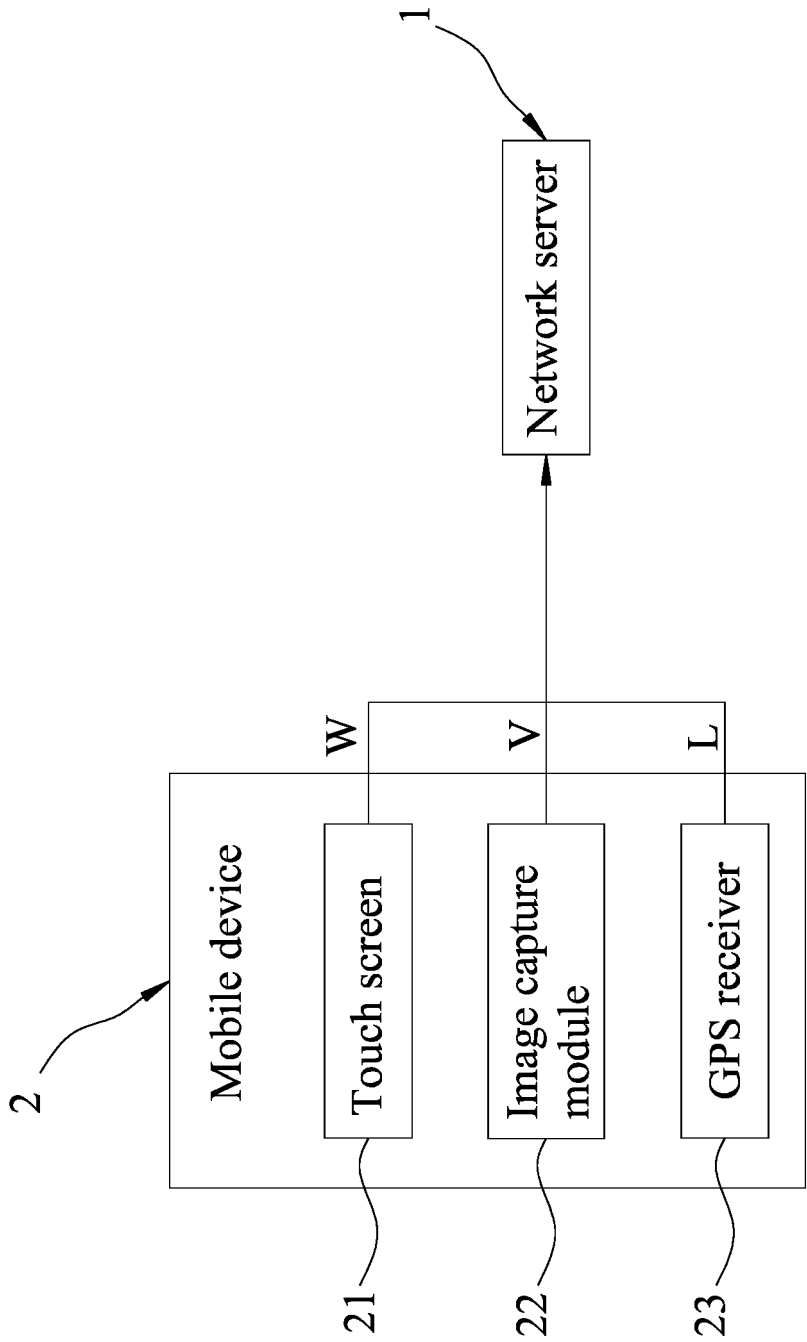 2
Mobile device
21
Touch screen
W
22
Image capture
module
V
23
GPS receiver
L
Network server
1